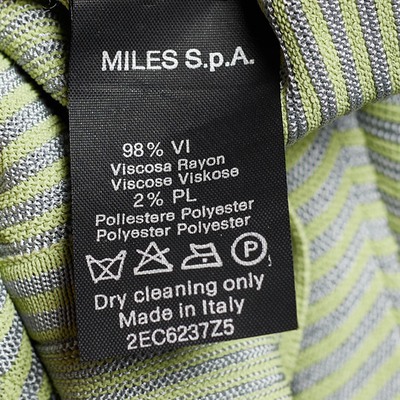 MILES S.p.A.
98% VI
Viscosa Rayon
Viscose Viskose
2% PL
Poliestere Polyester
Polyester Polyester
P
Dry cleaning only
Made in Italy
2EC6237Z5